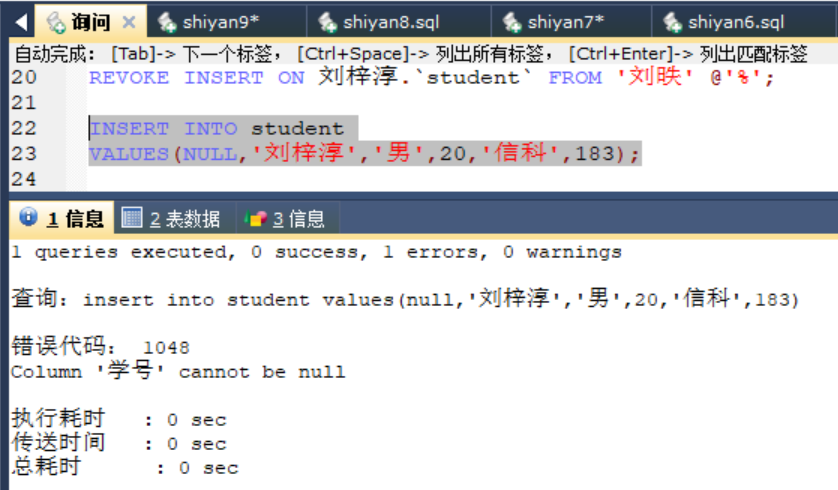 询问 × shiyan9* shiyan8.sql shiyan7* shiyan6.sql
自动完成: [Tab]-> 下一个标签, [Ctrl+Space]-> 列出所有标签, [Ctrl+Enter]-> 列出匹配标签
20 REVOKE INSERT ON 刘梓淳.`student` FROM '刘昳' @'%';
21
22 INSERT INTO student
23 VALUES(NULL,'刘梓淳','男',20,'信科',183);
24
1 信息 2 表数据 3 信息
1 queries executed, 0 success, 1 errors, 0 warnings
查询: insert into student values(null,'刘梓淳','男',20,'信科',183)
错误代码: 1048
Column '学号' cannot be null
执行耗时 : 0 sec
传送时间 : 0 sec
总耗时 : 0 sec